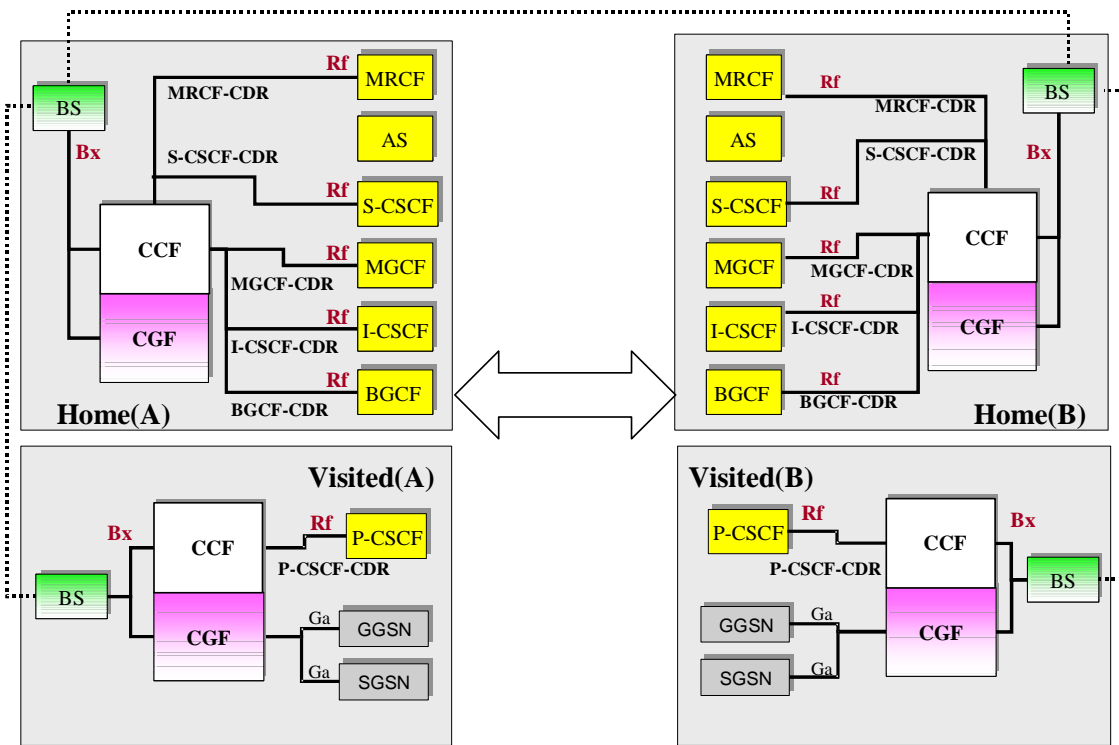 Rf
MRCF
MRCF-CDR
BS
AS
Bx
S-CSCF-CDR
Rf
S-CSCF
CCF
Rf
MGCF
MGCF-CDR
CGF
Rf
I-CSCF
I-CSCF-CDR
Rf
BGCF
BGCF-CDR
Home(A)
MRCF
Rf
MRCF-CDR
BS
AS
S-CSCF-CDR
Bx
S-CSCF
Rf
CCF
MGCF
Rf
MGCF-CDR
Rf
I-CSCF
I-CSCF-CDR
CGF
BGCF
Rf
BGCF-CDR
Home(B)
Visited(A)
Bx
Rf
CCF
P-CSCF
P-CSCF-CDR
BS
CGF
Ga
GGSN
Ga
SGSN
Visited(B)
Rf
Bx
P-CSCF
CCF
P-CSCF-CDR
BS
Ga
GGSN
CGF
Ga
SGSN